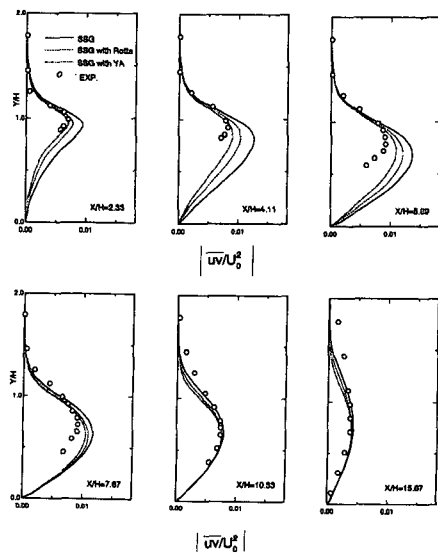 2.0
SSG
SSG with Rotta
SSG with YA
EXP.
Y/H
1.0
0.0
X/H=2.33
X/H=4.11
0.00 0.01
0.00 0.01
0.00 0.01
|uv/U₀²|
2.0
Y/H
1.0
0.0
X/H=7.67
X/H=10.33
X/H=15.67
0.00 0.01
0.00 0.01
0.00 0.01
|uv/U₀²|